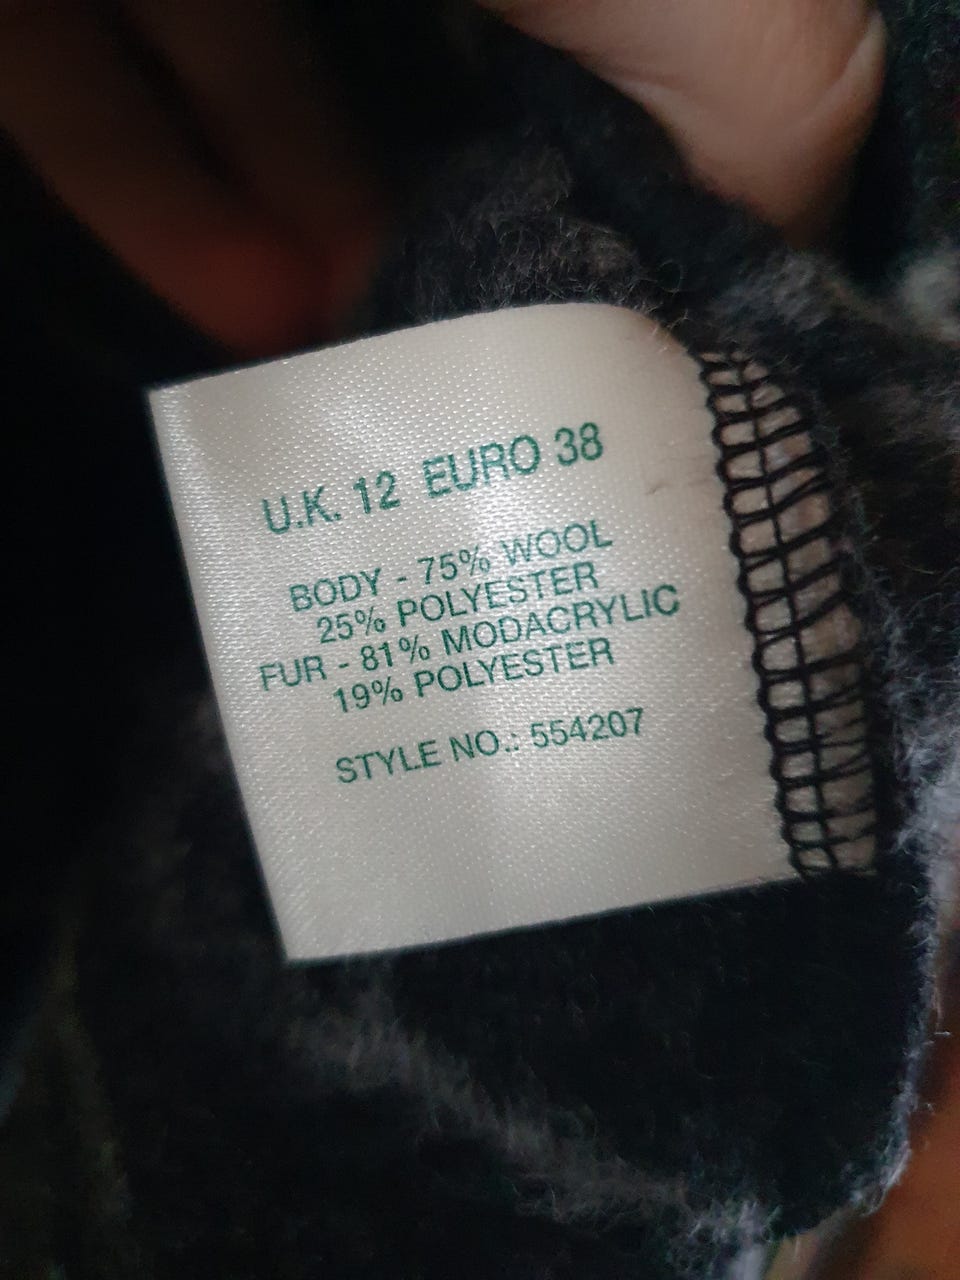 U.K. 12 EURO 38
BODY - 75% WOOL
25% POLYESTER
FUR - 81% MODACRYLIC
19% POLYESTER
STYLE NO.: 554207